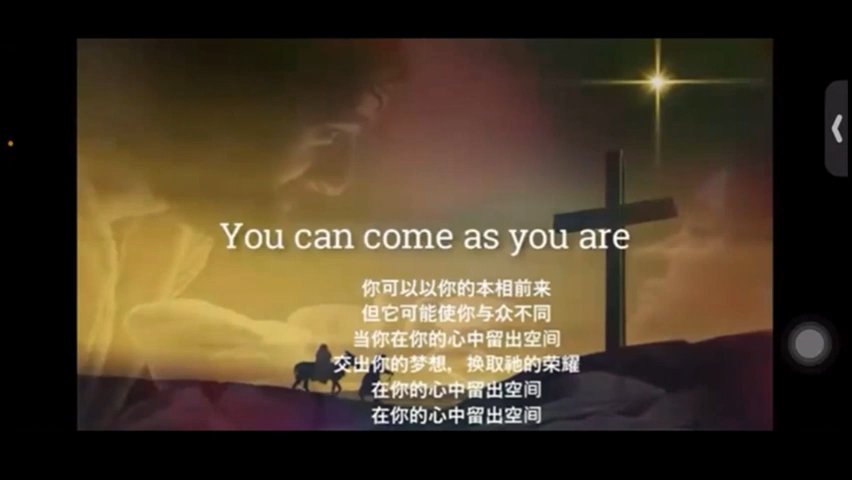 You can come as you are
你可以以你的本相前来
但它可能使你与众不同
当你在你的心中留出空间
交出你的梦想，换取祂的荣耀
在你的心中留出空间
在你的心中留出空间